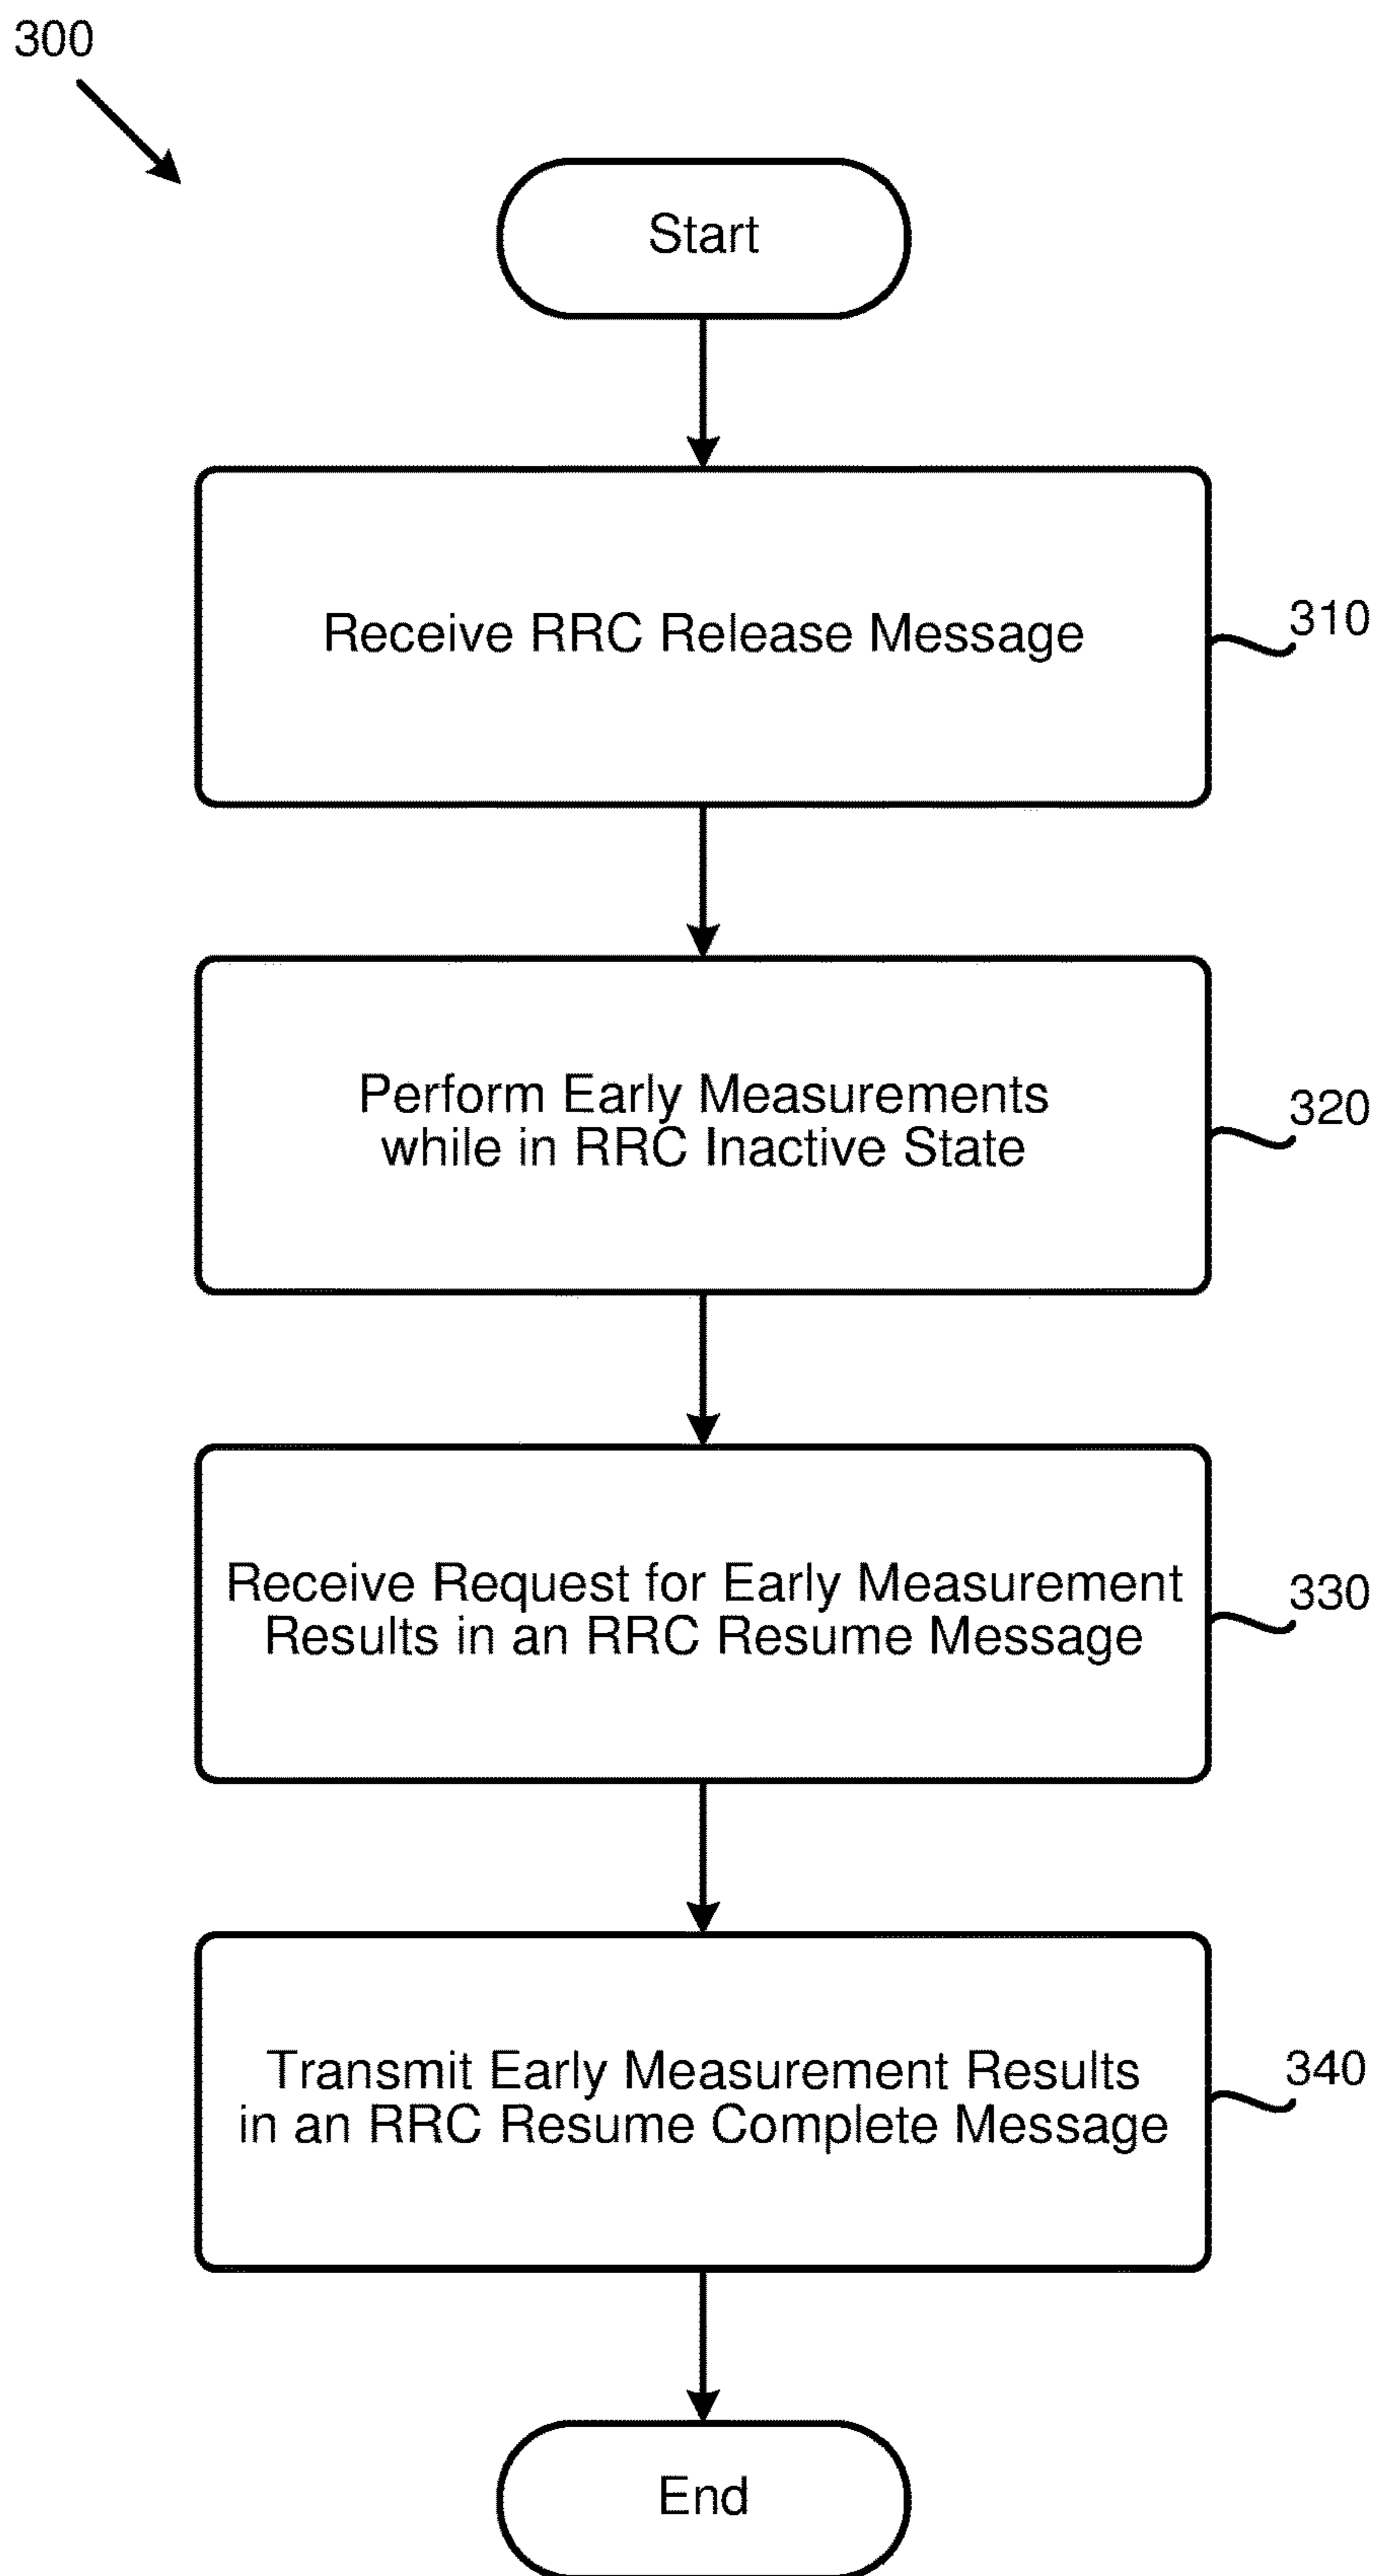 300
Start
Receive RRC Release Message
310
Perform Early Measurements
while in RRC Inactive State
320
Receive Request for Early Measurement
Results in an RRC Resume Message
330
Transmit Early Measurement Results
in an RRC Resume Complete Message
340
End